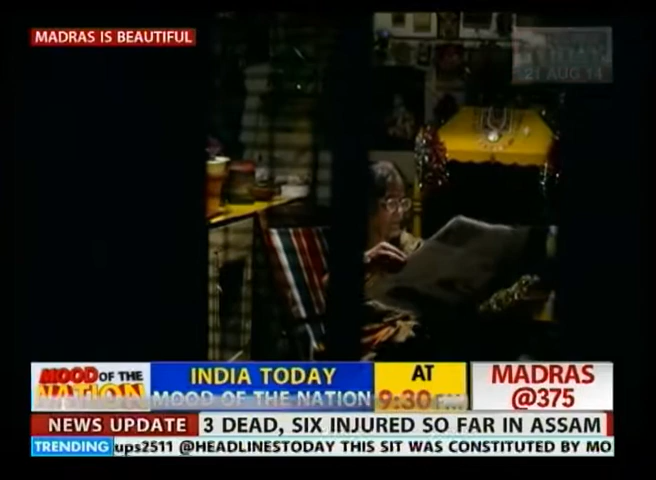 MADRAS IS BEAUTIFUL
21 AUG 14
MOOD OF THE
NATION
INDIA TODAY
MOOD OF THE NATION
AT
9:30 PM
MADRAS
@375
NEWS UPDATE
3 DEAD, SIX INJURED SO FAR IN ASSAM
TRENDING
ups2511 @HEADLINESTODAY THIS SIT WAS CONSTITUTED BY MO